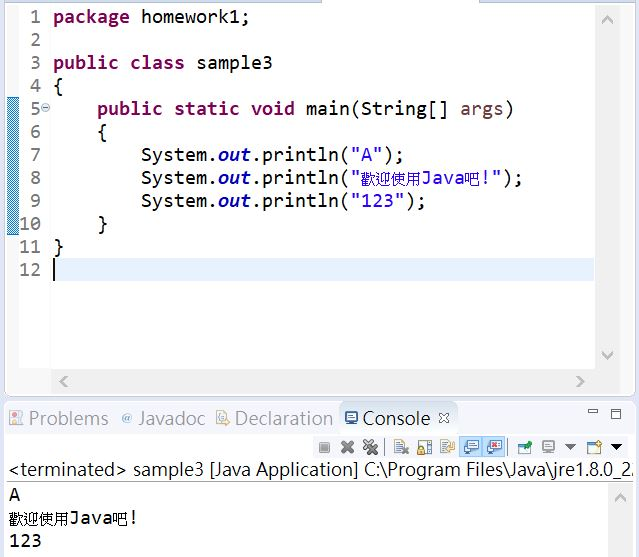 1 package homework1;
2
3 public class sample3
4 {
5 public static void main(String[] args)
6 {
7 System.out.println("A");
8 System.out.println("歡迎使用Java吧!");
9 System.out.println("123");
10 }
11 }
12
Problems @ Javadoc Declaration Console
<terminated> sample3 [Java Application] C:\Program Files\Java\jre1.8.0_2
A
歡迎使用Java吧!
123